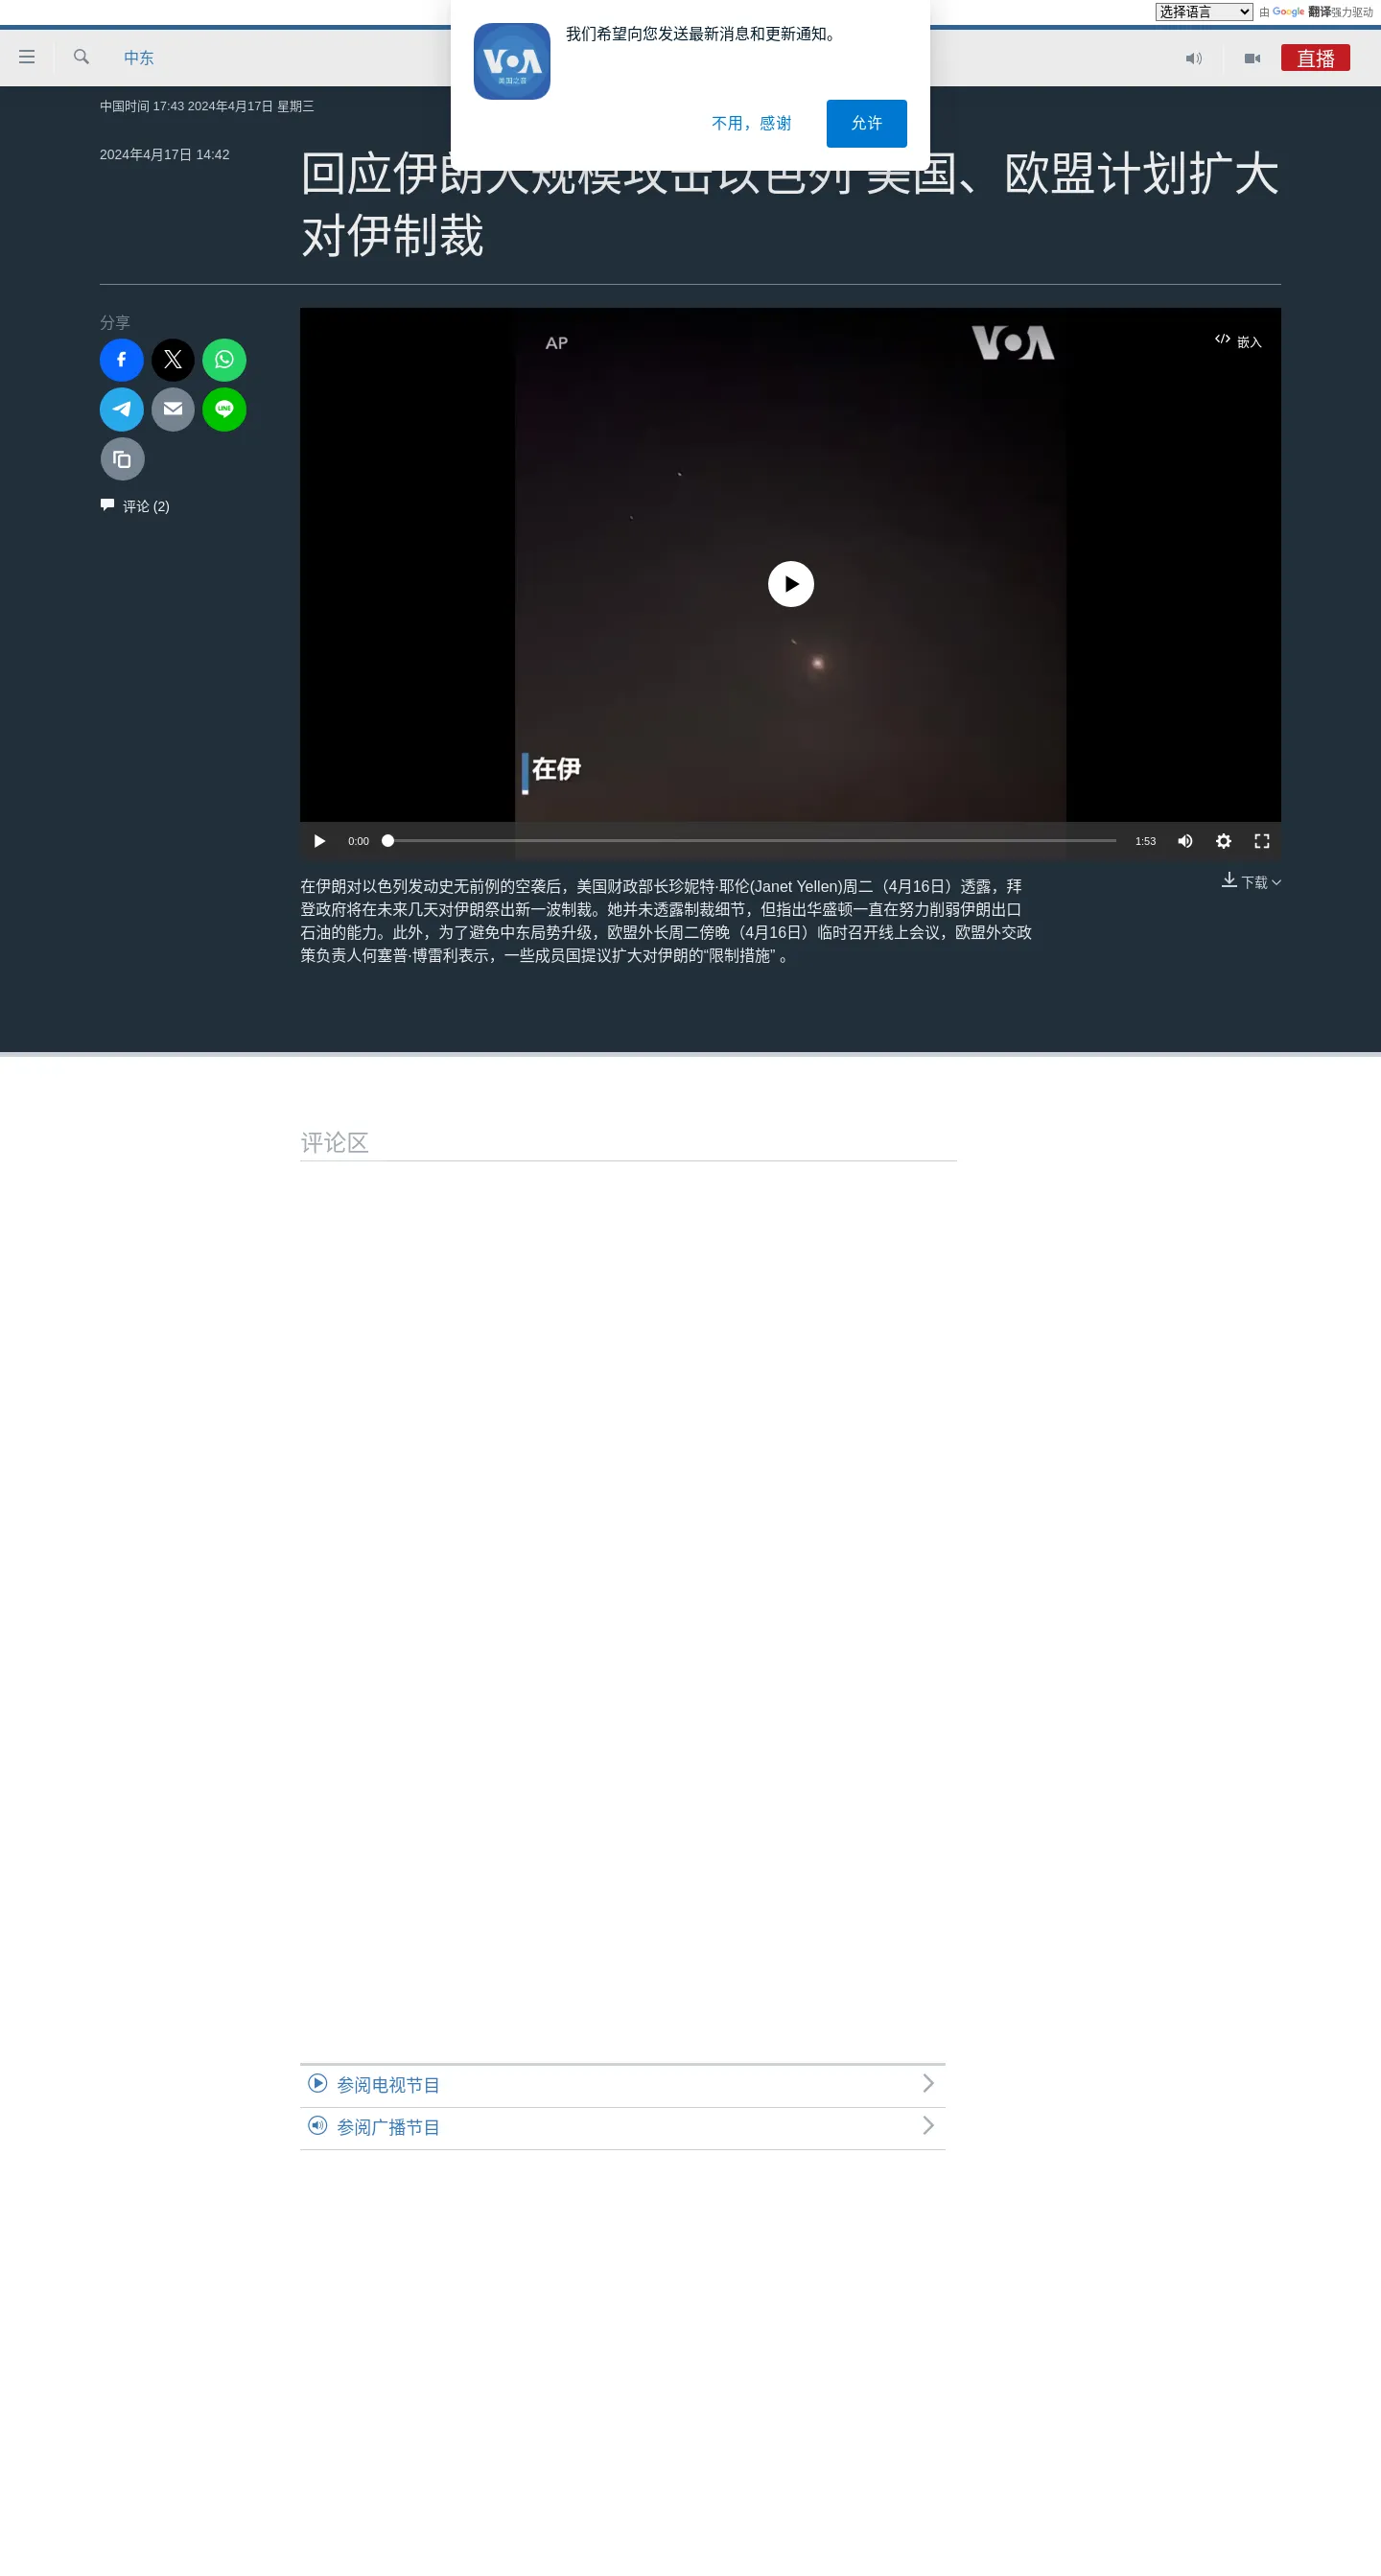 选择语言 由 Google 翻译强力驱动
我们希望向您发送最新消息和更新通知。
VOA
美国之音
不用，感谢
允许
中东
直播
中国时间 17:43 2024年4月17日 星期三
2024年4月17日 14:42
回应伊朗大规模攻击以色列 美国、欧盟计划扩大
对伊制裁
分享
LINE
评论 (2)
AP
VOA
嵌入
在伊
0:00
1:53
在伊朗对以色列发动史无前例的空袭后，美国财政部长珍妮特·耶伦(Janet Yellen)周二（4月16日）透露，拜
登政府将在未来几天对伊朗祭出新一波制裁。她并未透露制裁细节，但指出华盛顿一直在努力削弱伊朗出口
石油的能力。此外，为了避免中东局势升级，欧盟外长周二傍晚（4月16日）临时召开线上会议，欧盟外交政
策负责人何塞普·博雷利表示，一些成员国提议扩大对伊朗的“限制措施” 。
下载
评论区
参阅电视节目
参阅广播节目